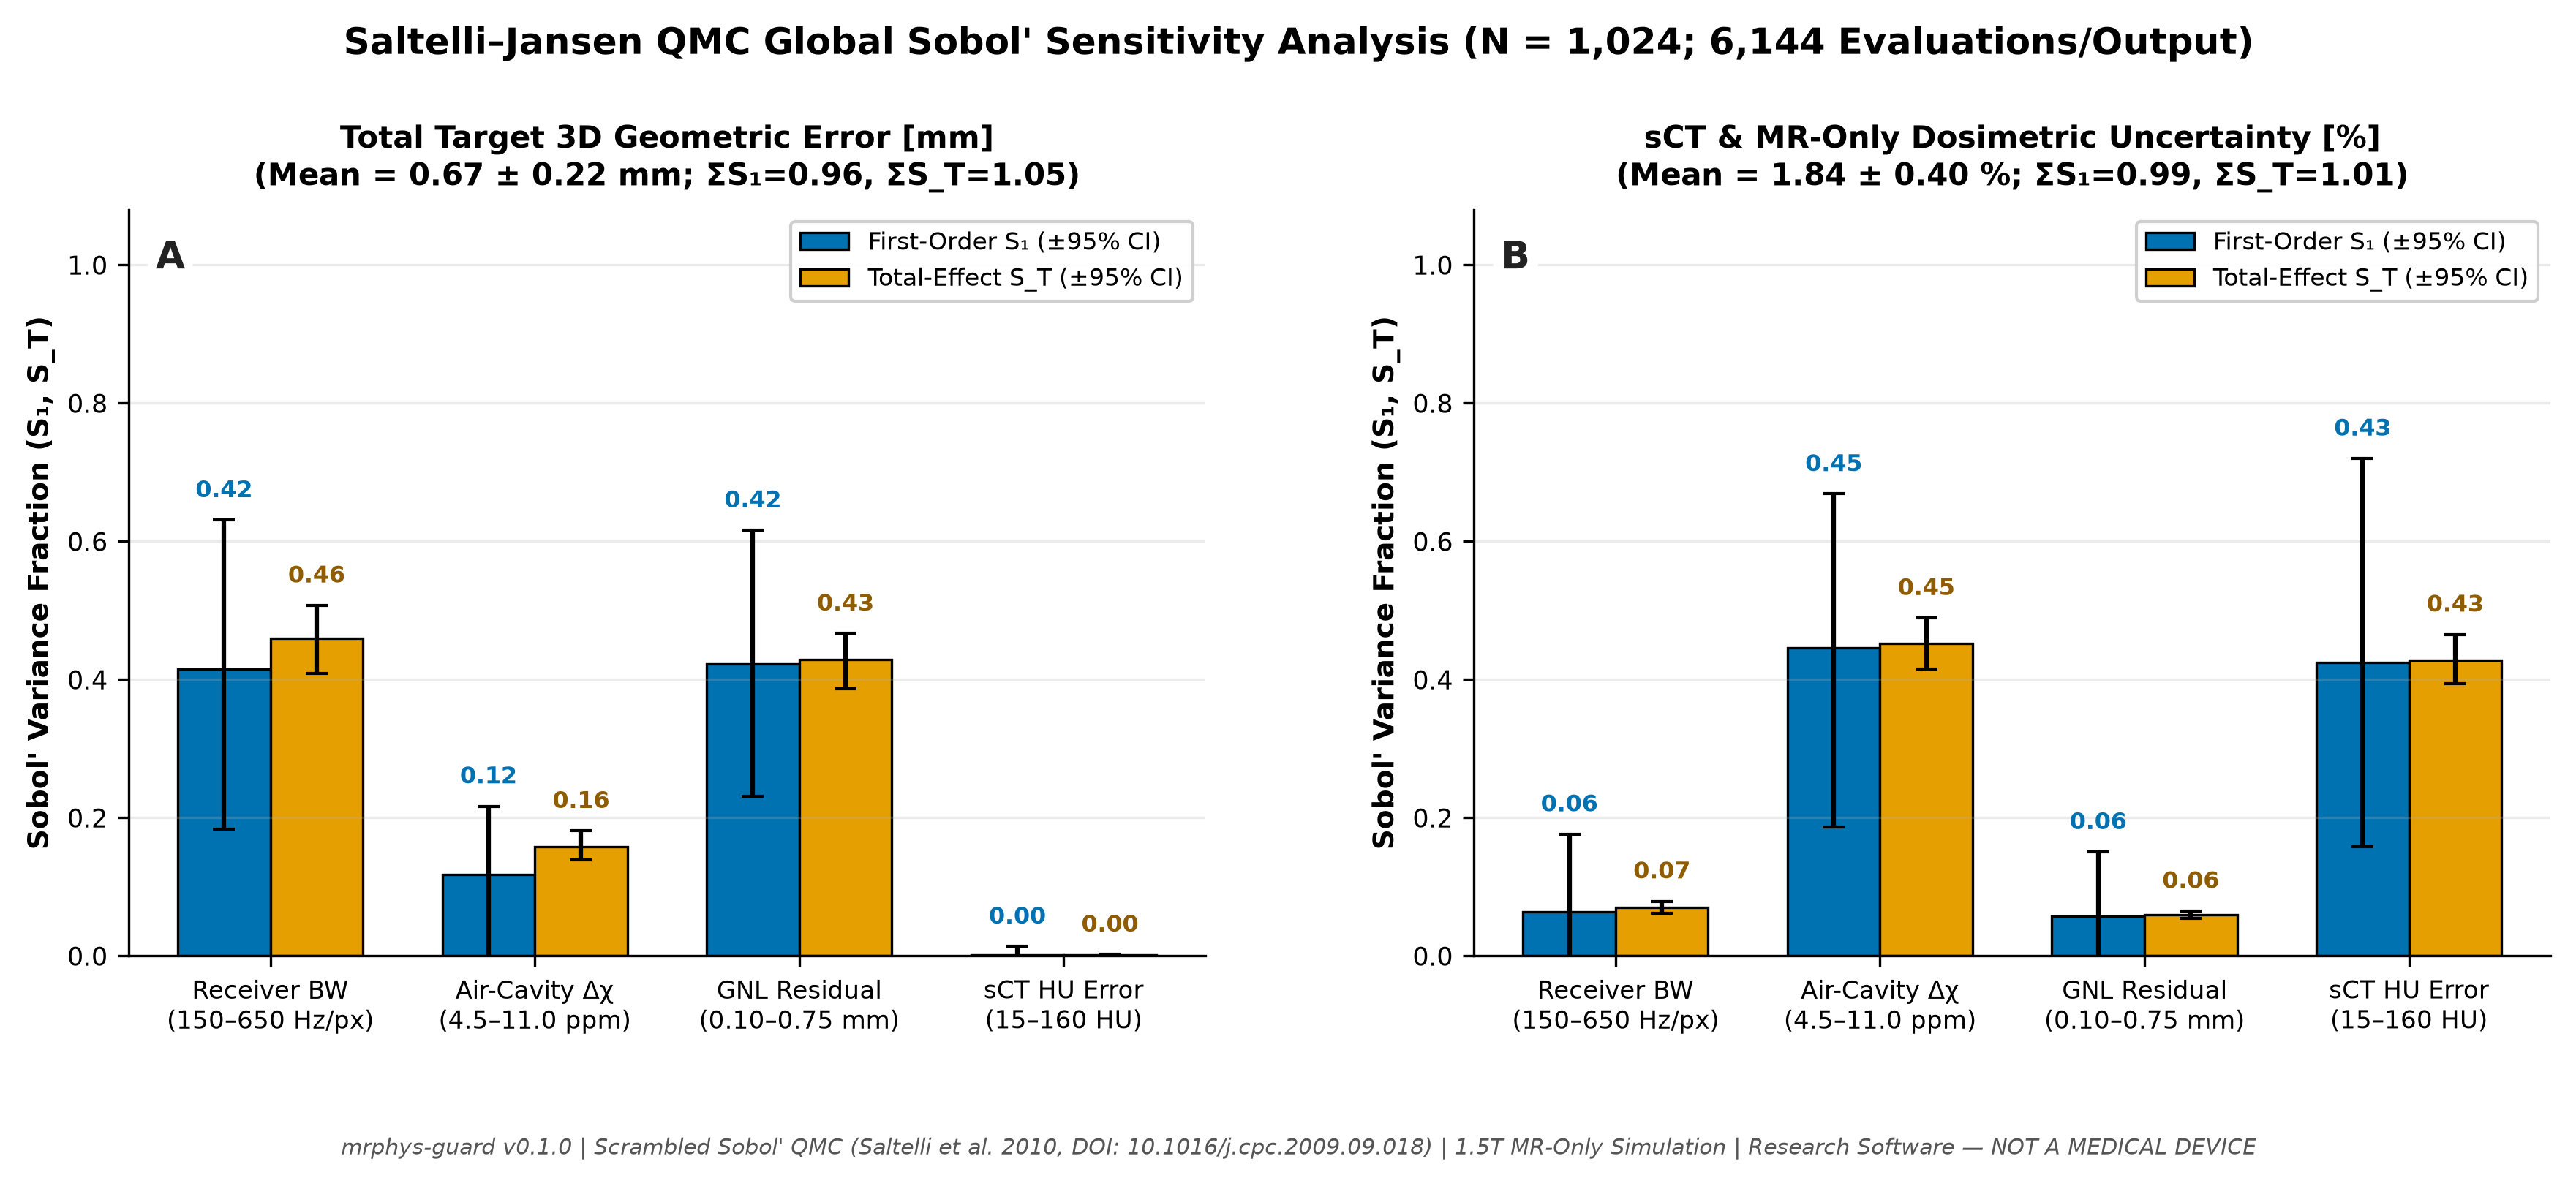 Saltelli–Jansen QMC Global Sobol' Sensitivity Analysis (N = 1,024; 6,144 Evaluations/Output)
Total Target 3D Geometric Error [mm]
(Mean = 0.67 ± 0.22 mm; ΣS₁=0.96, ΣS_T=1.05)
A
First-Order S₁ (±95% CI)
Total-Effect S_T (±95% CI)
Sobol' Variance Fraction (S₁, S_T)
1.0
0.8
0.6
0.4
0.2
0.0
0.42
0.46
0.12
0.16
0.42
0.43
0.00
0.00
Receiver BW
(150–650 Hz/px)
Air-Cavity Δχ
(4.5–11.0 ppm)
GNL Residual
(0.10–0.75 mm)
sCT HU Error
(15–160 HU)
sCT & MR-Only Dosimetric Uncertainty [%]
(Mean = 1.84 ± 0.40 %; ΣS₁=0.99, ΣS_T=1.01)
B
First-Order S₁ (±95% CI)
Total-Effect S_T (±95% CI)
Sobol' Variance Fraction (S₁, S_T)
1.0
0.8
0.6
0.4
0.2
0.0
0.06
0.07
0.45
0.45
0.06
0.06
0.43
0.43
Receiver BW
(150–650 Hz/px)
Air-Cavity Δχ
(4.5–11.0 ppm)
GNL Residual
(0.10–0.75 mm)
sCT HU Error
(15–160 HU)
mrphys-guard v0.1.0 | Scrambled Sobol' QMC (Saltelli et al. 2010, DOI: 10.1016/j.cpc.2009.09.018) | 1.5T MR-Only Simulation | Research Software — NOT A MEDICAL DEVICE